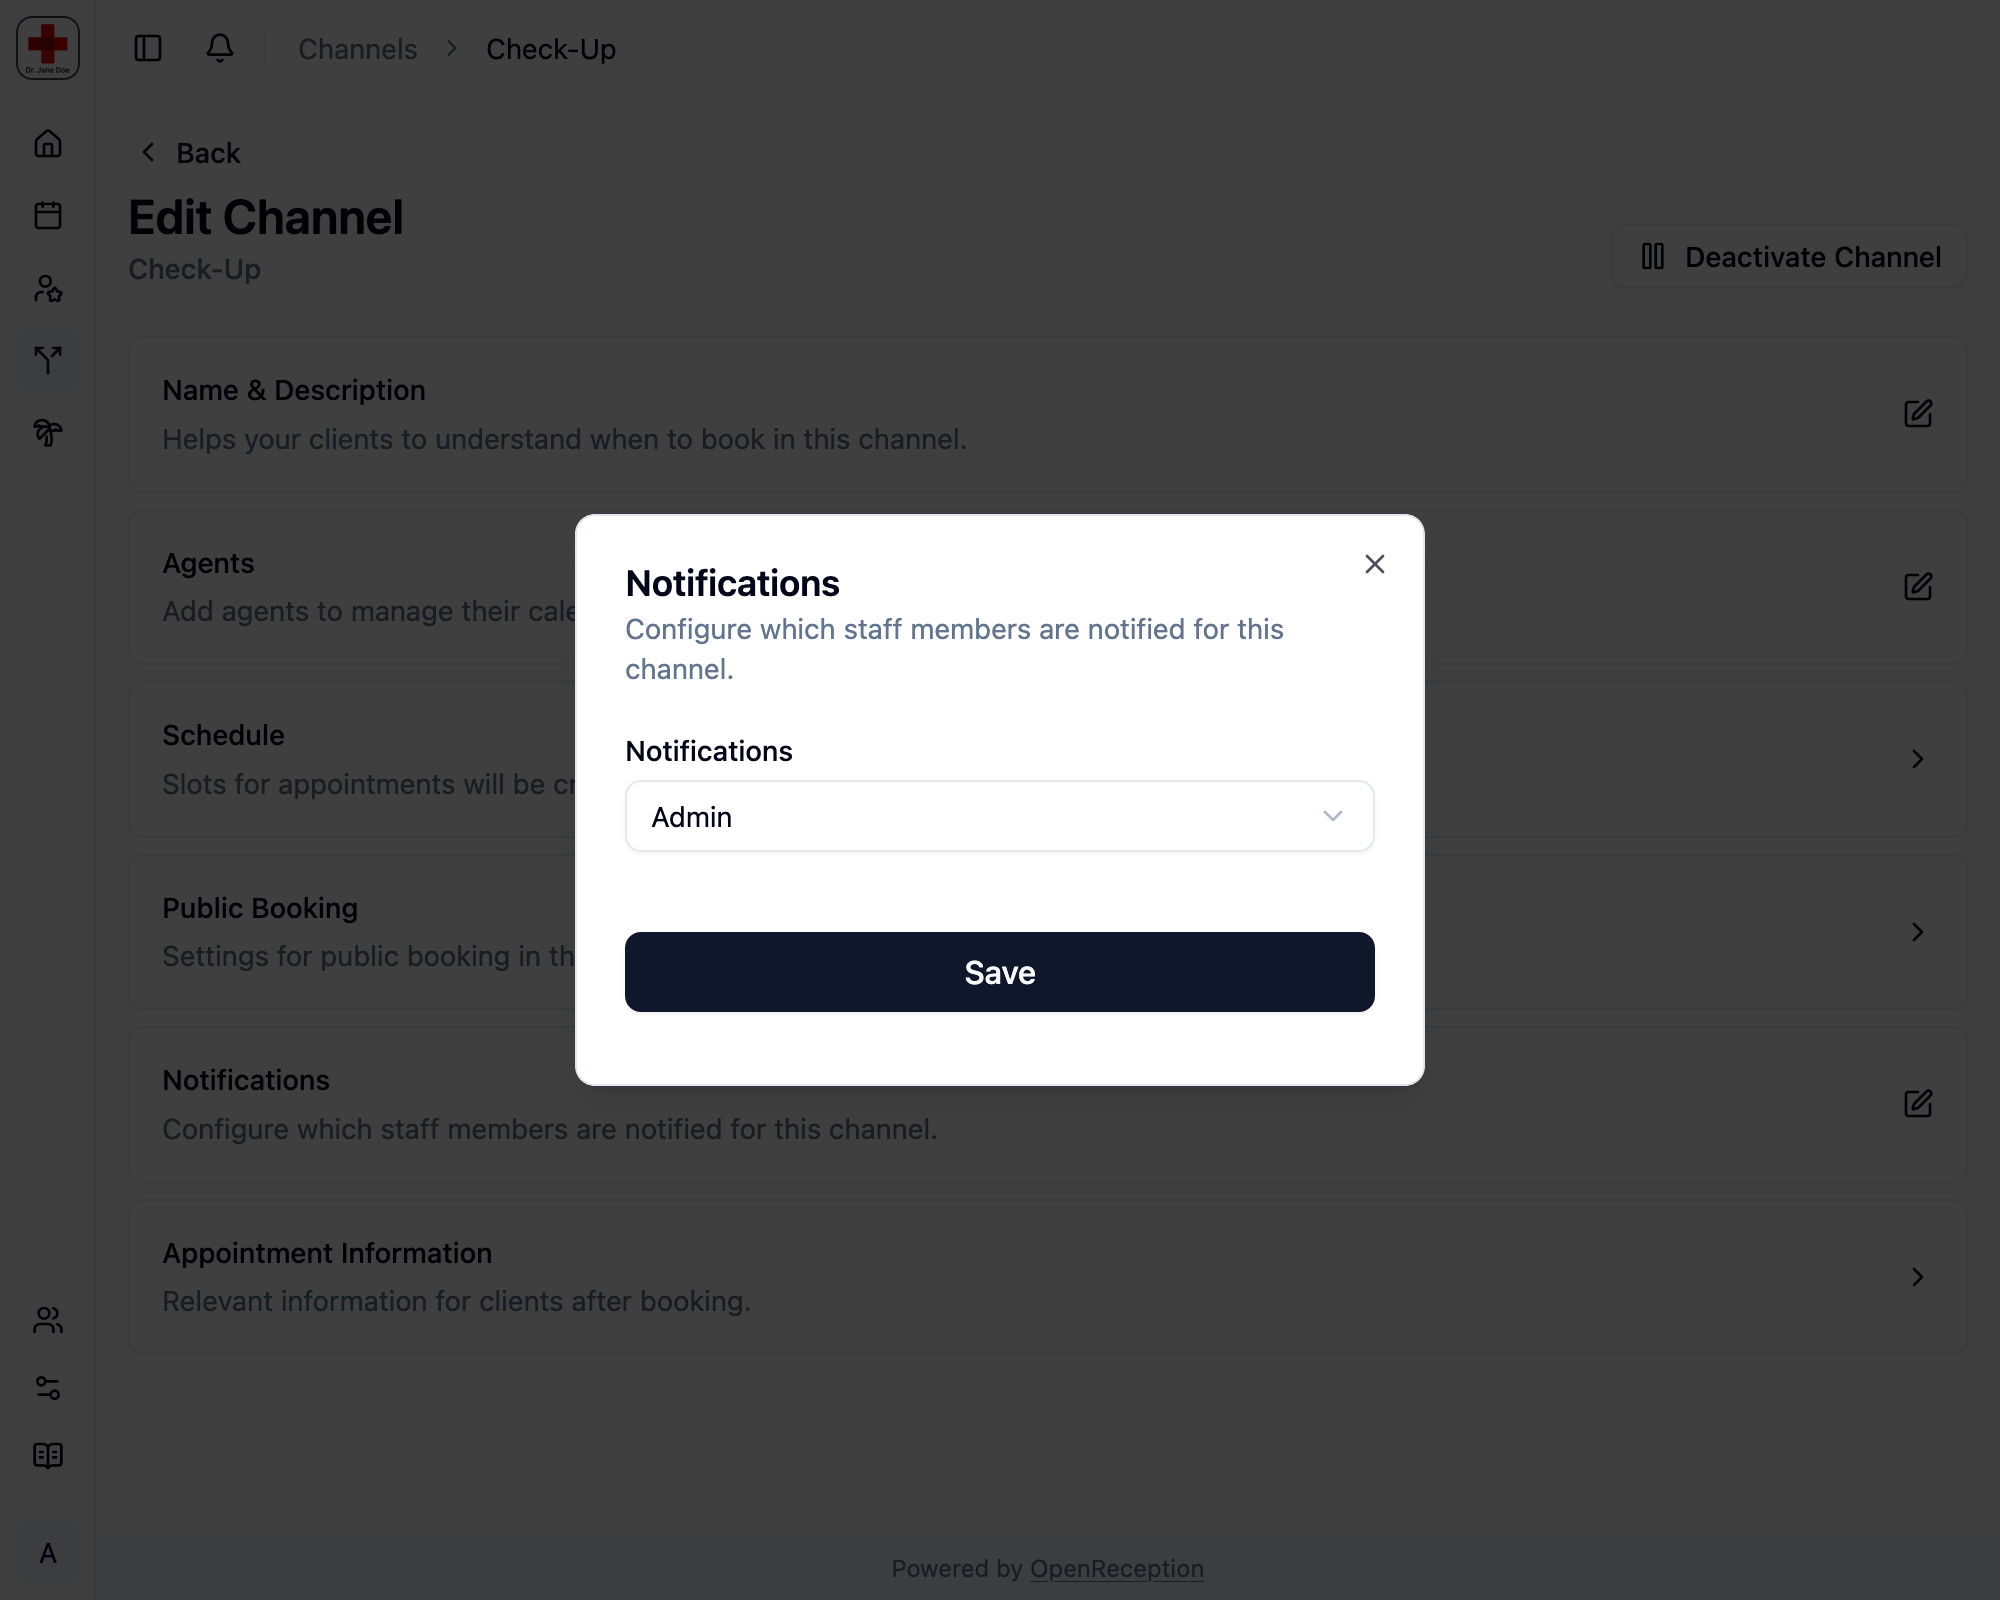 Dr. Jane Doe
Channels
Check-Up
Back
Edit Channel
Check-Up
Deactivate Channel
Name & Description
Helps your clients to understand when to book in this channel.
Agents
Add agents to manage their cale
Schedule
Slots for appointments will be cr
Public Booking
Settings for public booking in th
Notifications
Configure which staff members are notified for this
channel.
Notifications
Admin
Save
Notifications
Configure which staff members are notified for this channel.
Appointment Information
Relevant information for clients after booking.
A
Powered by OpenReception